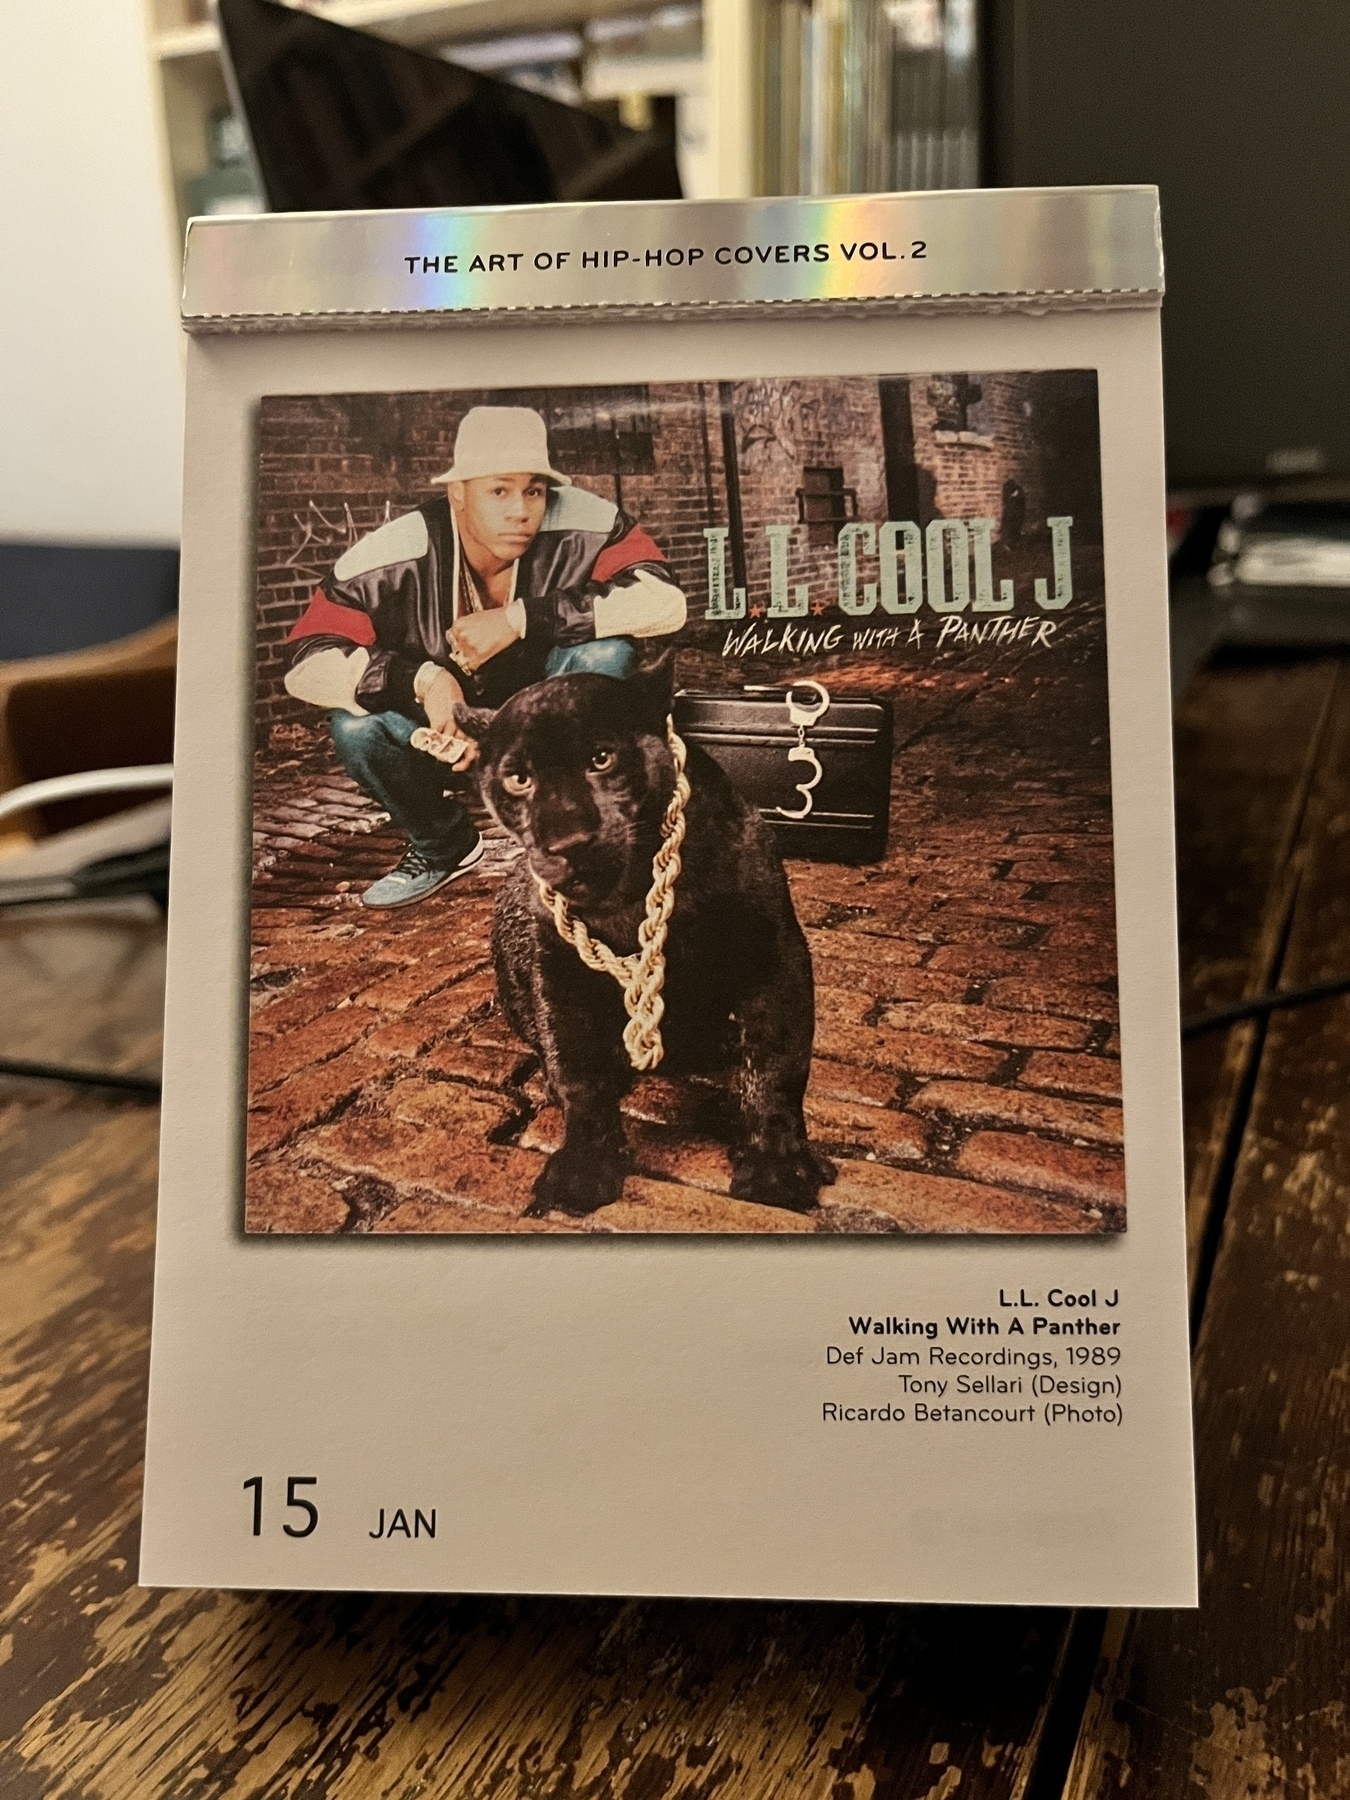 THE ART OF HIP-HOP COVERS VOL.2
L.L. COOL J
WALKING WITH A PANTHER
L.L. Cool J
Walking With A Panther
Def Jam Recordings, 1989
Tony Sellari (Design)
Ricardo Betancourt (Photo)
15 JAN